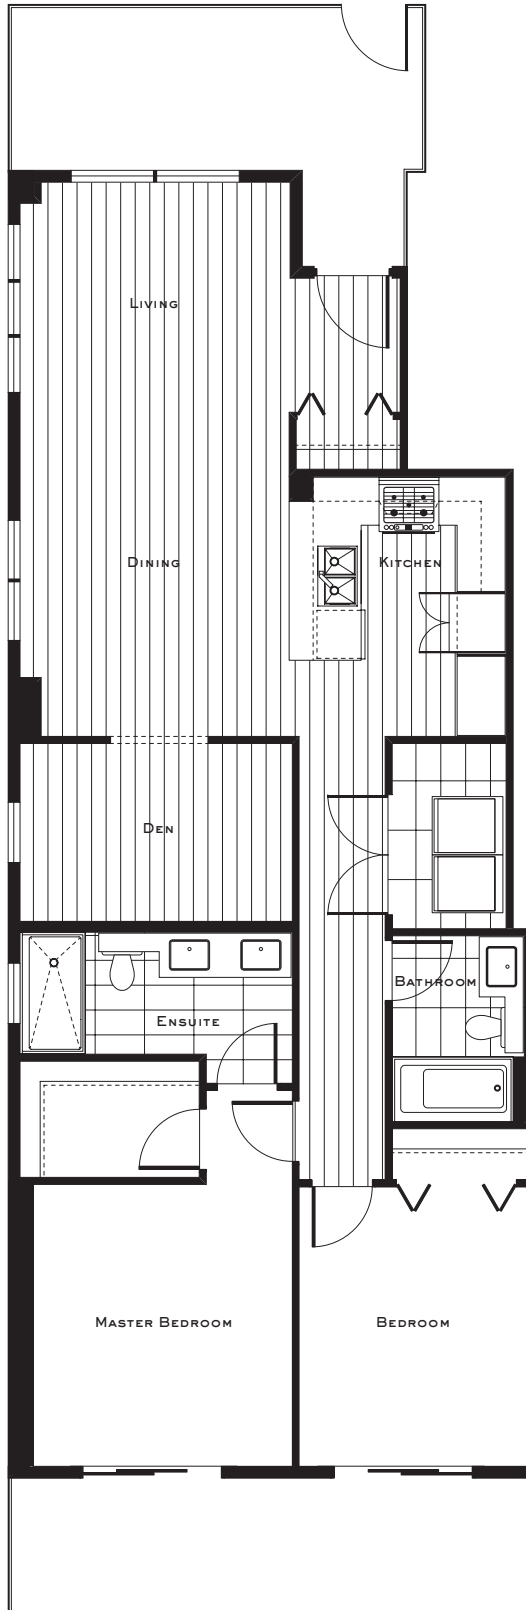 Living
Dining
Kitchen
Den
Bathroom
Ensuite
Master Bedroom
Bedroom